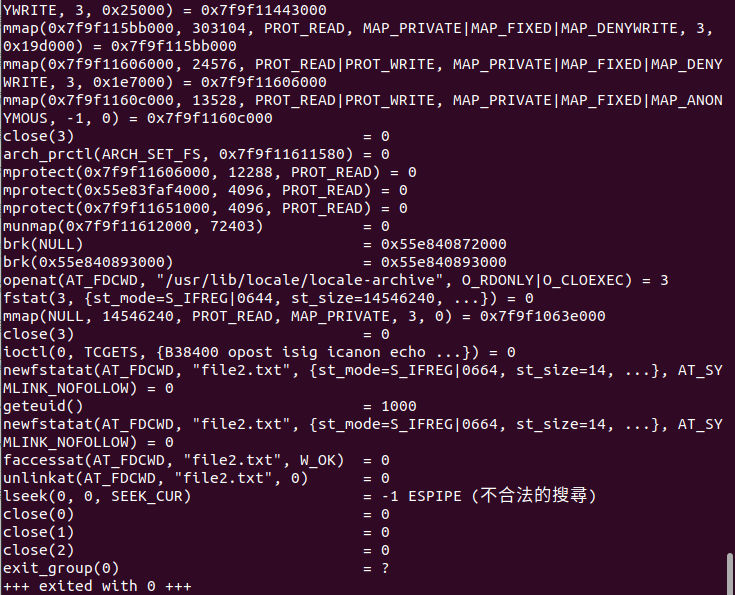 YWRITE, 3, 0x25000) = 0x7f9f11443000
mmap(0x7f9f115bb000, 303104, PROT_READ, MAP_PRIVATE|MAP_FIXED|MAP_DENYWRITE, 3,
0x19d000) = 0x7f9f115bb000
mmap(0x7f9f11606000, 24576, PROT_READ|PROT_WRITE, MAP_PRIVATE|MAP_FIXED|MAP_DENY
WRITE, 3, 0x1e7000) = 0x7f9f11606000
mmap(0x7f9f1160c000, 13528, PROT_READ|PROT_WRITE, MAP_PRIVATE|MAP_FIXED|MAP_ANON
YMOUS, -1, 0) = 0x7f9f1160c000
close(3) = 0
arch_prctl(ARCH_SET_FS, 0x7f9f11611580) = 0
mprotect(0x7f9f11606000, 12288, PROT_READ) = 0
mprotect(0x55e83faf4000, 4096, PROT_READ) = 0
mprotect(0x7f9f11651000, 4096, PROT_READ) = 0
munmap(0x7f9f11612000, 72403) = 0
brk(NULL) = 0x55e840872000
brk(0x55e840893000) = 0x55e840893000
openat(AT_FDCWD, "/usr/lib/locale/locale-archive", O_RDONLY|O_CLOEXEC) = 3
fstat(3, {st_mode=S_IFREG|0644, st_size=14546240, ...}) = 0
mmap(NULL, 14546240, PROT_READ, MAP_PRIVATE, 3, 0) = 0x7f9f1063e000
close(3) = 0
ioctl(0, TCGETS, {B38400 opost isig icanon echo ...}) = 0
newfstatat(AT_FDCWD, "file2.txt", {st_mode=S_IFREG|0664, st_size=14, ...}, AT_SY
MLINK_NOFOLLOW) = 0
geteuid() = 1000
newfstatat(AT_FDCWD, "file2.txt", {st_mode=S_IFREG|0664, st_size=14, ...}, AT_SY
MLINK_NOFOLLOW) = 0
faccessat(AT_FDCWD, "file2.txt", W_OK) = 0
unlinkat(AT_FDCWD, "file2.txt", 0) = 0
lseek(0, 0, SEEK_CUR) = -1 ESPIPE (不合法的搜尋)
close(0) = 0
close(1) = 0
close(2) = 0
exit_group(0) = ?
+++ exited with 0 +++